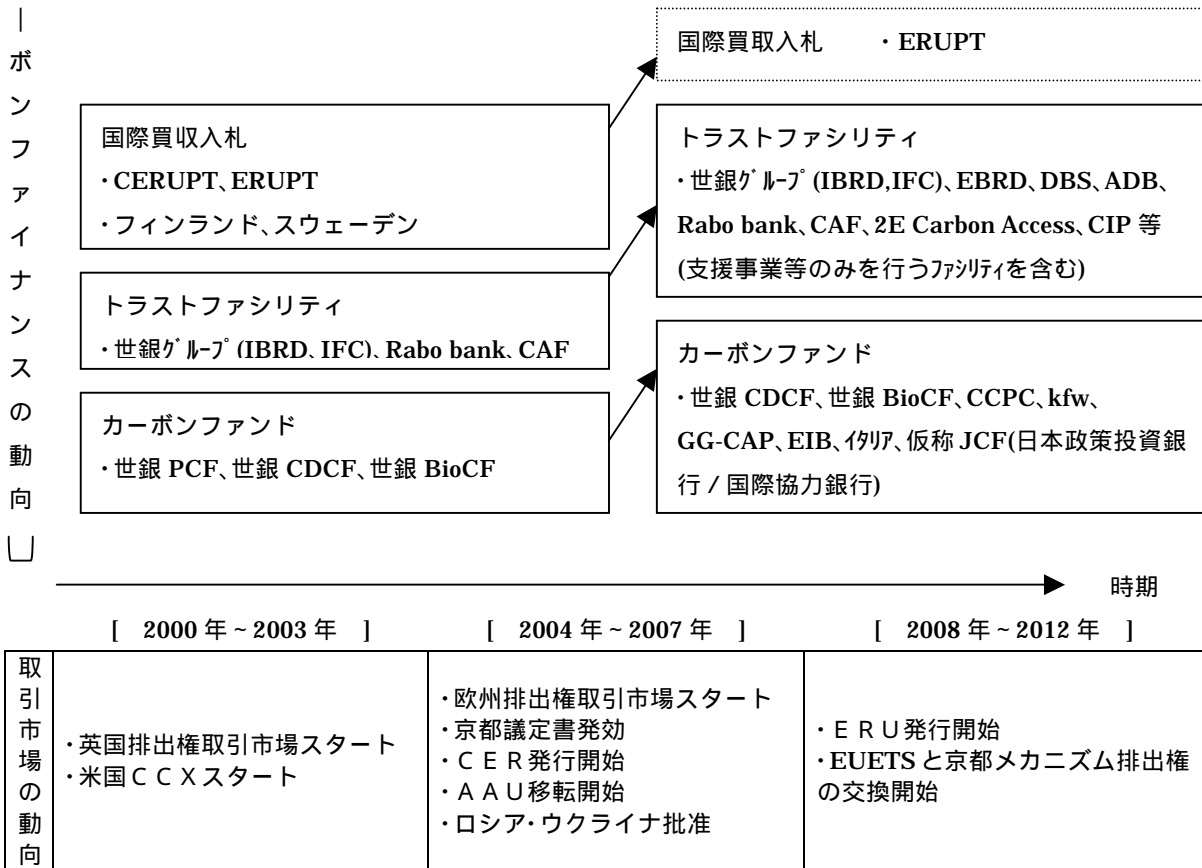 ーボンファイナンスの動向
国際買取入札　・ERUPT
国際買収入札
・CERUPT、ERUPT
・フィンランド、スウェーデン
トラストファシリティ
・世銀ｸﾞﾙｰﾌﾟ(IBRD,IFC)、EBRD、DBS、ADB、
Rabo bank、CAF、2E Carbon Access、CIP 等
(支援事業等のみを行うﾌｧｼﾘﾃｨを含む)
トラストファシリティ
・世銀ｸﾞﾙｰﾌﾟ(IBRD、IFC)、Rabo bank、CAF
カーボンファンド
・世銀 CDCF、世銀 BioCF、CCPC、kfw、
GG-CAP、EIB、ｲﾀﾘｱ、仮称 JCF(日本政策投資銀
行 / 国際協力銀行)
カーボンファンド
・世銀 PCF、世銀 CDCF、世銀 BioCF
時期
[ 2000 年 ~ 2003 年 ]
[ 2004 年 ~ 2007 年 ]
[ 2008 年 ~ 2012 年 ]
取引市場の動向
・英国排出権取引市場スタート
・米国ＣＣＸスタート
・欧州排出権取引市場スタート
・京都議定書発効
・ＣＥＲ発行開始
・ＡＡＵ移転開始
・ロシア・ウクライナ批准
・ＥＲＵ発行開始
・EUETS と京都メカニズム排出権
の交換開始